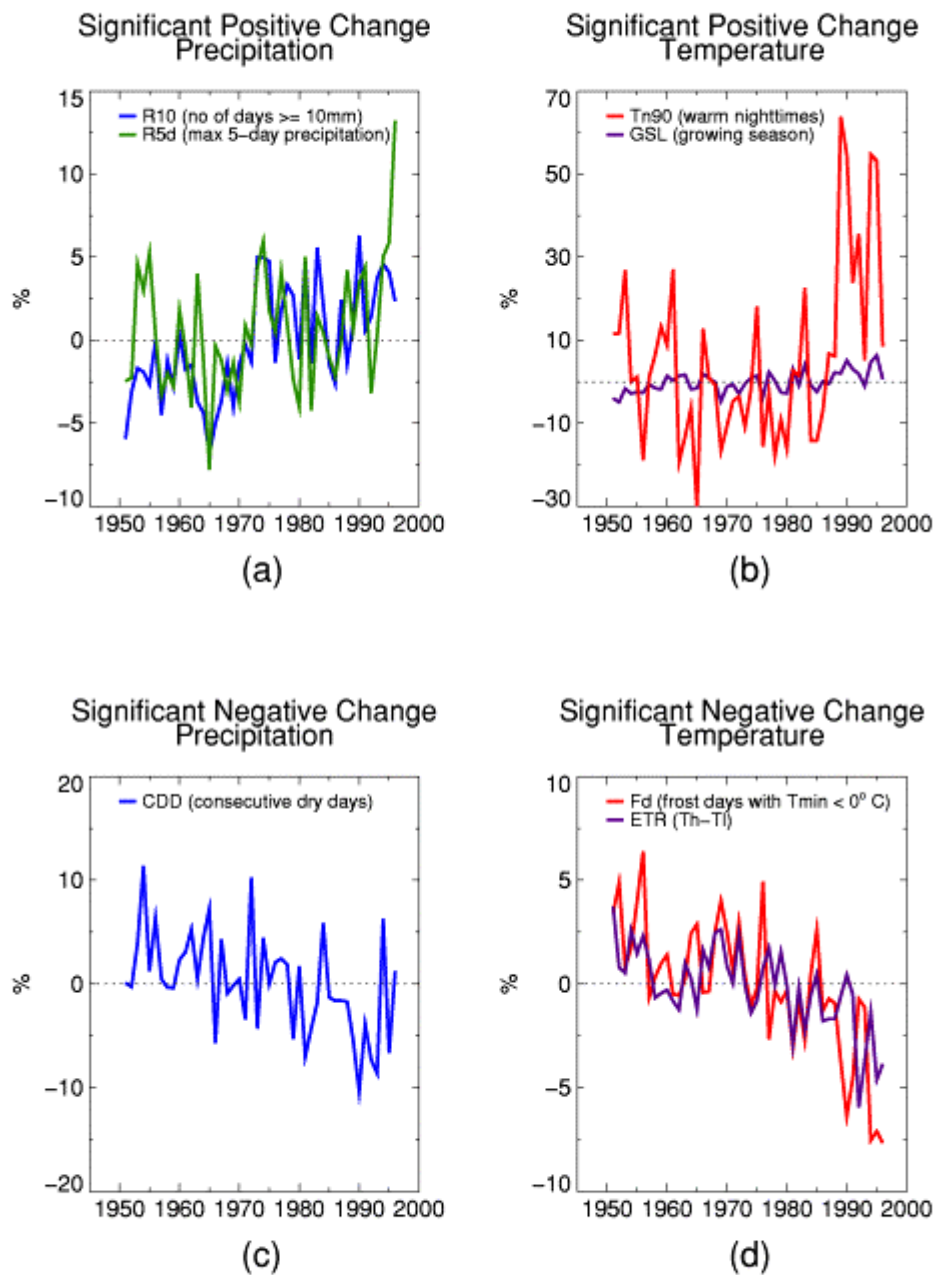 Significant Positive Change
Precipitation
15
10
5
0
−5
−10
%
R10 (no of days >= 10mm)
R5d (max 5−day precipitation)
1950 1960 1970 1980 1990 2000
(a)
Significant Positive Change
Temperature
70
50
30
10
−10
−30
%
Tn90 (warm nighttimes)
GSL (growing season)
1950 1960 1970 1980 1990 2000
(b)
Significant Negative Change
Precipitation
20
10
0
−10
−20
%
CDD (consecutive dry days)
1950 1960 1970 1980 1990 2000
(c)
Significant Negative Change
Temperature
10
5
0
−5
−10
%
Fd (frost days with Tmin < 0° C)
ETR (Th−Tl)
1950 1960 1970 1980 1990 2000
(d)